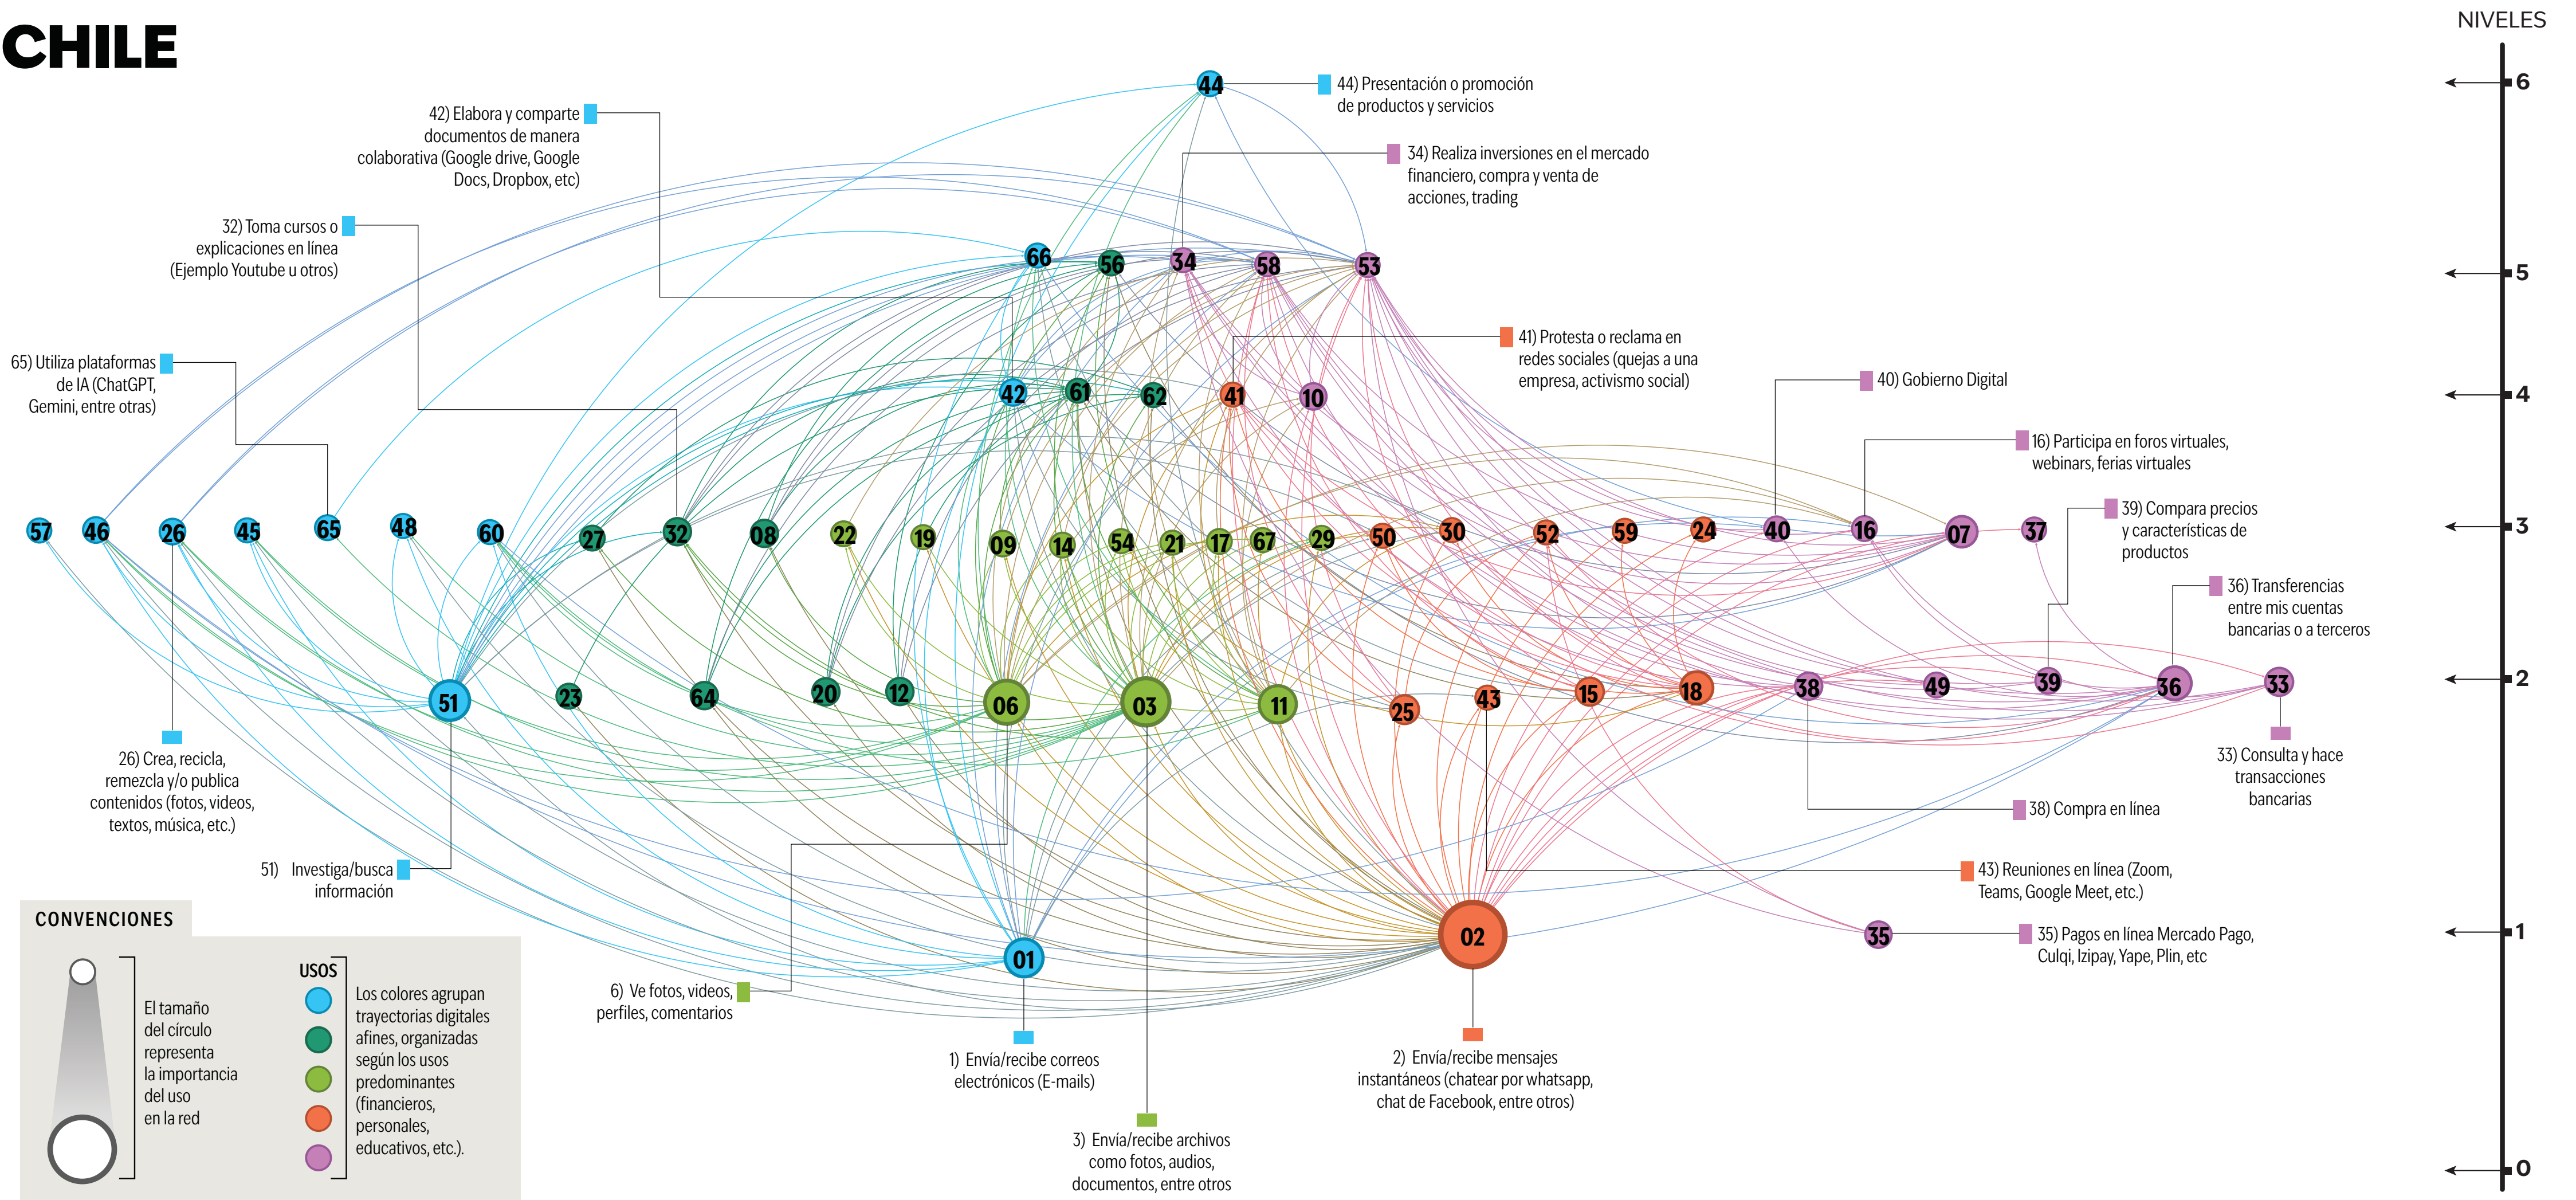 CHILE
NIVELES
6
5
4
3
2
1
0
44
44) Presentación o promoción
de productos y servicios
42) Elabora y comparte
documentos de manera
colaborativa (Google drive, Google
Docs, Dropbox, etc)
34) Realiza inversiones en el mercado
financiero, compra y venta de
acciones, trading
32) Toma cursos o
explicaciones en línea
(Ejemplo Youtube u otros)
66 56 34 58 53
41) Protesta o reclama en
redes sociales (quejas a una
empresa, activismo social)
65) Utiliza plataformas
de IA (ChatGPT,
Gemini, entre otras)
40) Gobierno Digital
42 61 62 41 10
16) Participa en foros virtuales,
webinars, ferias virtuales
39) Compara precios
y características de
productos
57 46 26 45 65 48 60 27 32 08 22 19 09 14 54 21 17 67 29 50 30 52 59 24 40 16 07 37
36) Transferencias
entre mis cuentas
bancarias o a terceros
51 23 64 20 12 06 03 11 25 43 15 18 38 49 39 36 33
26) Crea, recicla,
remezcla y/o publica
contenidos (fotos, videos,
textos, música, etc.)
33) Consulta y hace
transacciones
bancarias
38) Compra en línea
51) Investiga/busca
información
43) Reuniones en línea (Zoom,
Teams, Google Meet, etc.)
01 02 35
35) Pagos en línea Mercado Pago,
Culqi, Izipay, Yape, Plin, etc
6) Ve fotos, videos,
perfiles, comentarios
1) Envía/recibe correos
electrónicos (E-mails)
2) Envía/recibe mensajes
instantáneos (chatear por whatsapp,
chat de Facebook, entre otros)
3) Envía/recibe archivos
como fotos, audios,
documentos, entre otros
CONVENCIONES
El tamaño
del círculo
representa
la importancia
del uso
en la red
USOS
Los colores agrupan
trayectorias digitales
afines, organizadas
según los usos
predominantes
(financieros,
personales,
educativos, etc.).